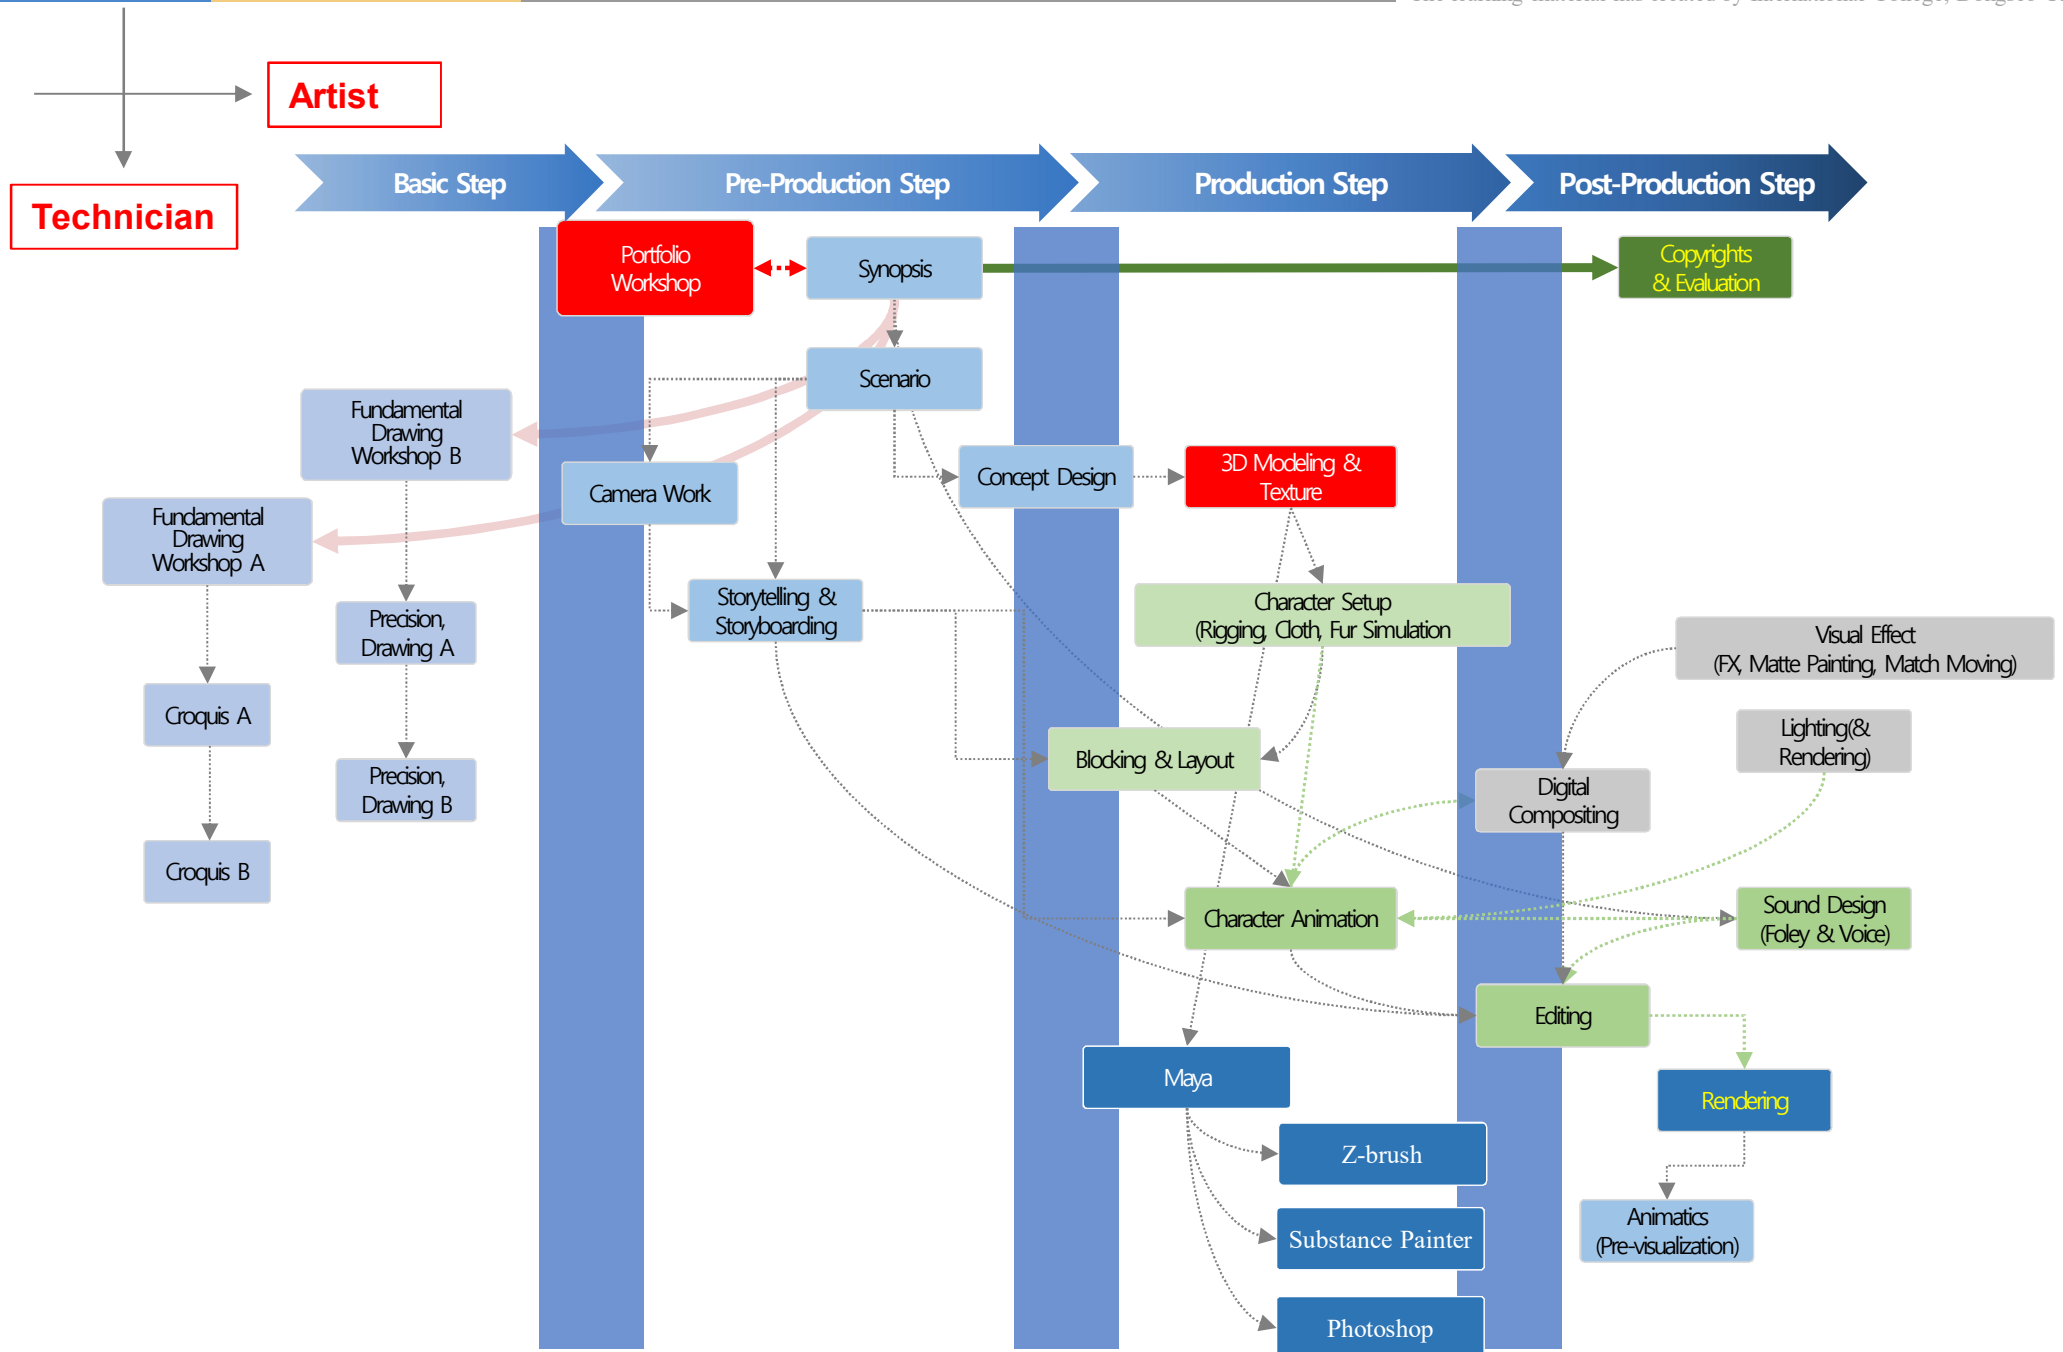 Artist
Technician
Basic Step
Pre-Production Step
Production Step
Post-Production Step
Portfolio
Workshop
Synopsis
Copyrights
& Evaluation
Scenario
Fundamental
Drawing
Workshop B
Camera Work
Concept Design
3D Modeling &
Texture
Fundamental
Drawing
Workshop A
Storytelling &
Storyboarding
Character Setup
(Rigging, Cloth, Fur Simulation
Precision,
Drawing A
Visual Effect
(FX, Matte Painting, Match Moving)
Croquis A
Blocking & Layout
Lighting(&
Rendering)
Precision,
Drawing B
Digital
Compositing
Croquis B
Character Animation
Sound Design
(Foley & Voice)
Editing
Maya
Rendering
Z-brush
Substance Painter
Animatics
(Pre-visualization)
Photoshop